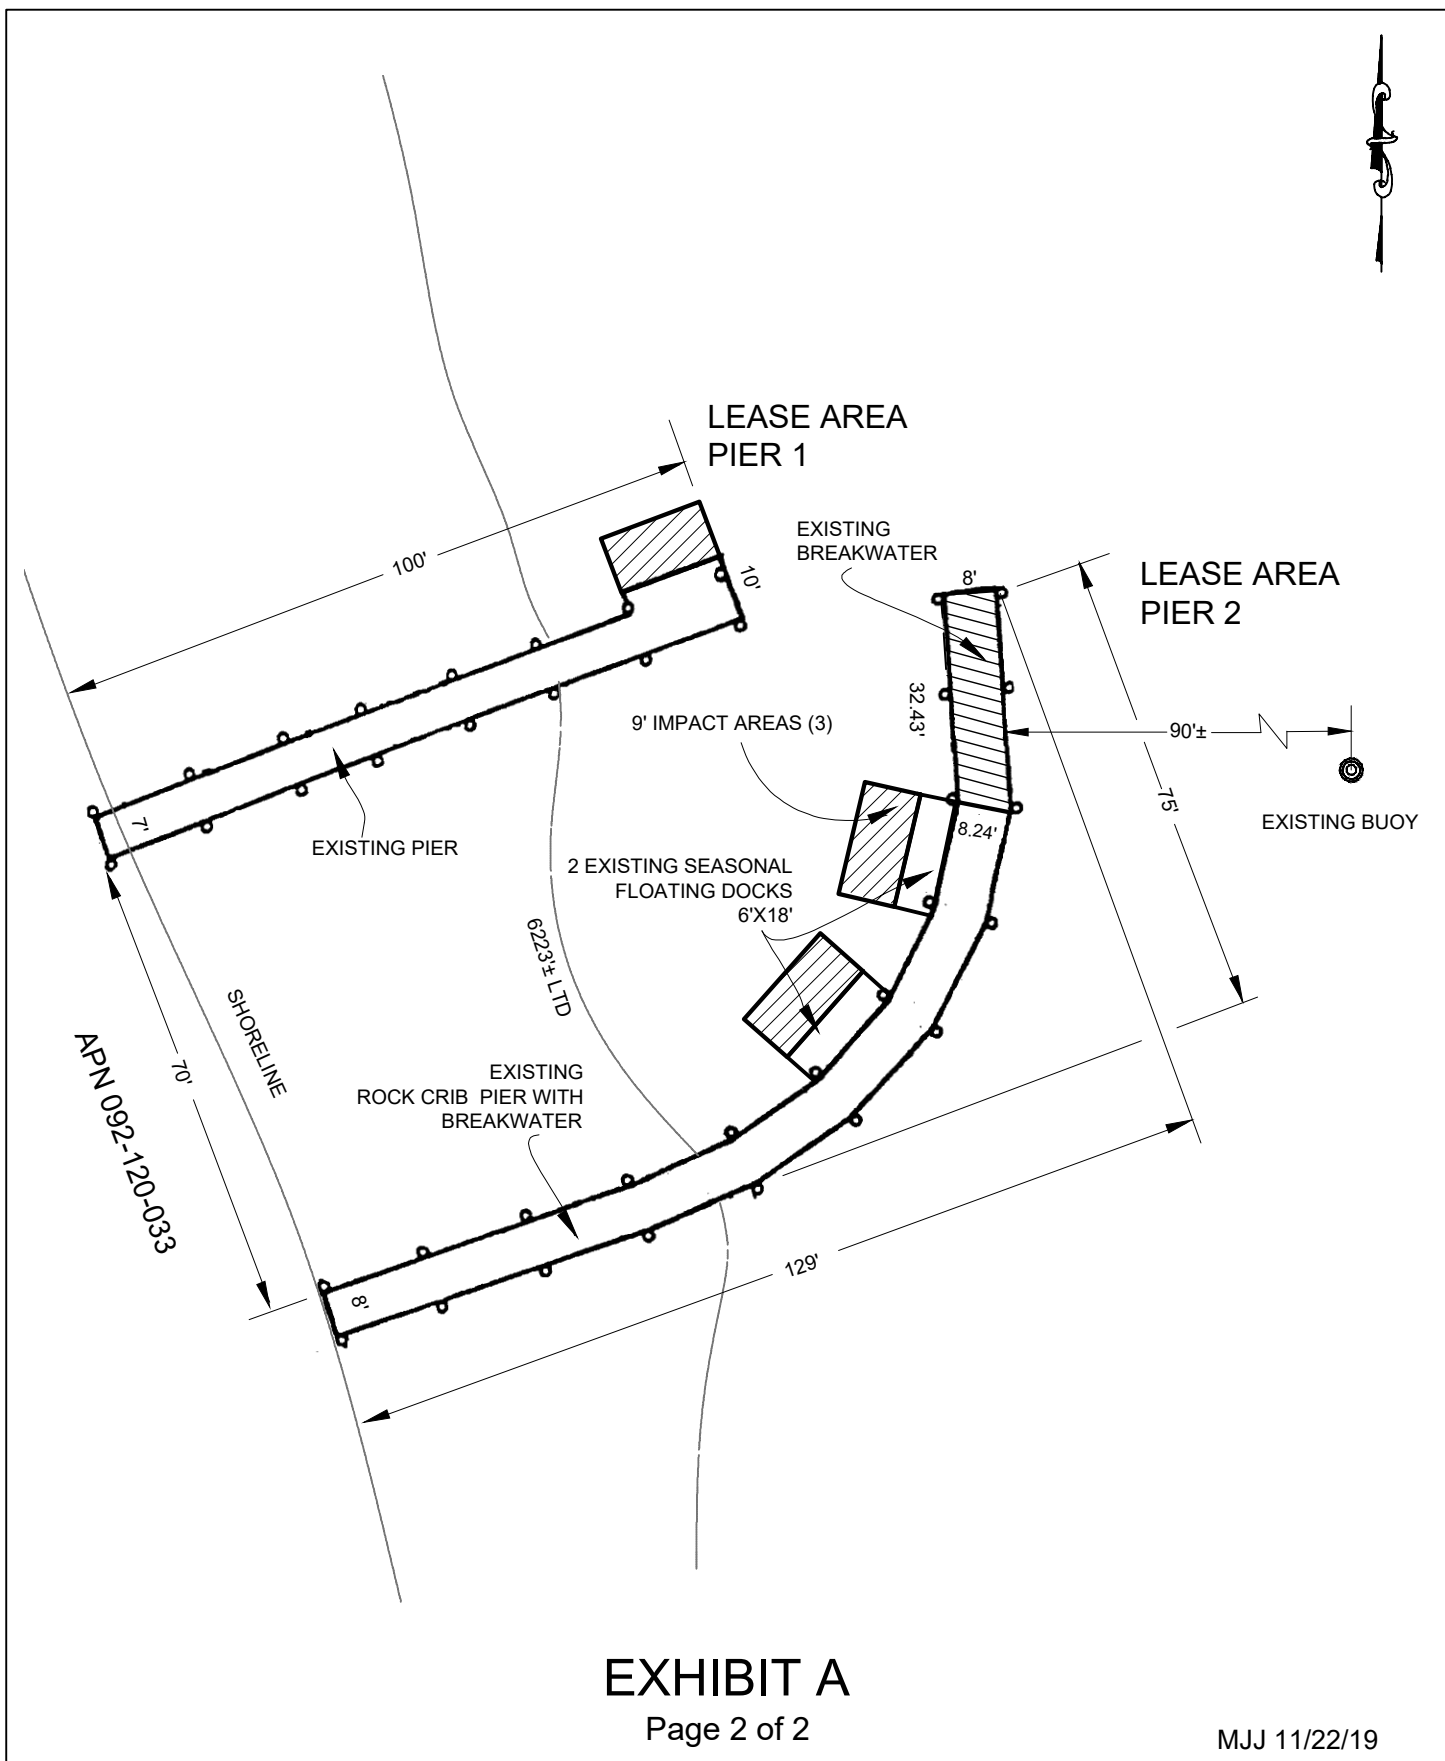 LEASE AREA
PIER 1
100'
10'
EXISTING
BREAKWATER
8'
LEASE AREA
PIER 2
32.43'
9' IMPACT AREAS (3)
90'±
75'
7'
EXISTING PIER
8.24'
EXISTING BUOY
2 EXISTING SEASONAL
FLOATING DOCKS
6'X18'
6223'± LTD
SHORELINE
70'
APN 092-120-033
EXISTING
ROCK CRIB PIER WITH
BREAKWATER
129'
8'
EXHIBIT A
Page 2 of 2
MJJ 11/22/19